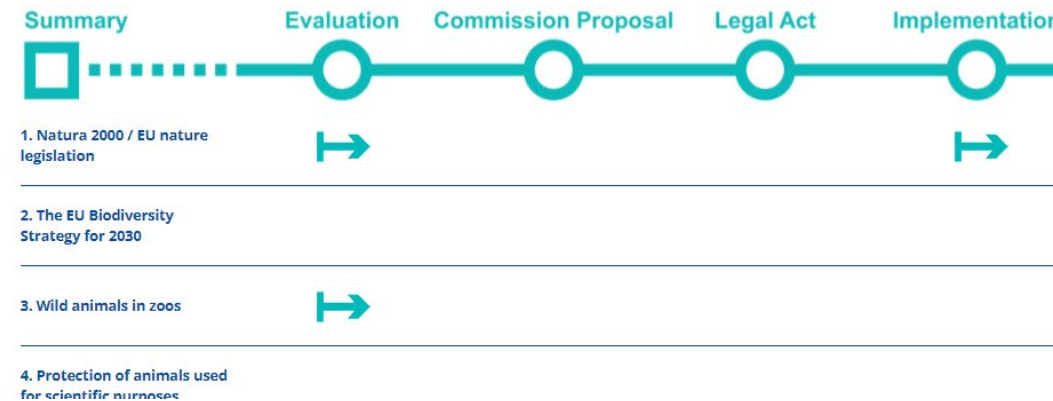 Summary Evaluation Commission Proposal Legal Act Implementation
1. Natura 2000 / EU nature
legislation
2. The EU Biodiversity
Strategy for 2030
3. Wild animals in zoos
4. Protection of animals used
for scientific purposes